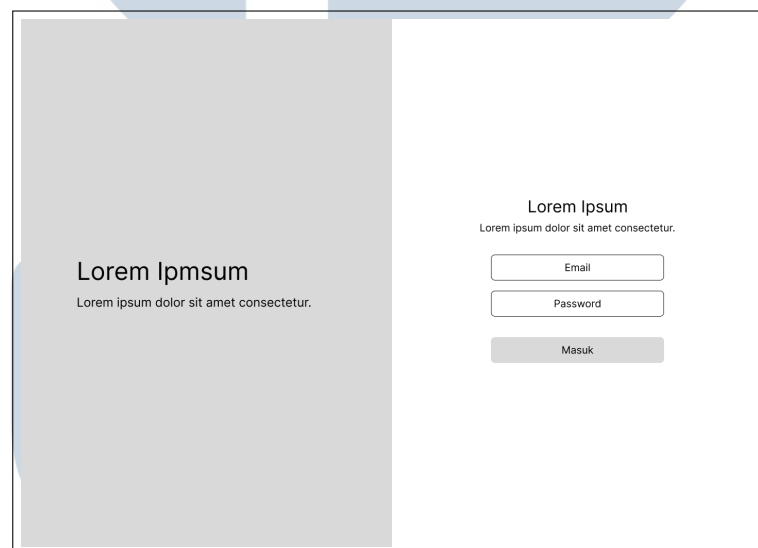 Lorem Ipmsum
Lorem ipsum dolor sit amet consectetur.
Lorem Ipsum
Lorem ipsum dolor sit amet consectetur.
Email
Password
Masuk